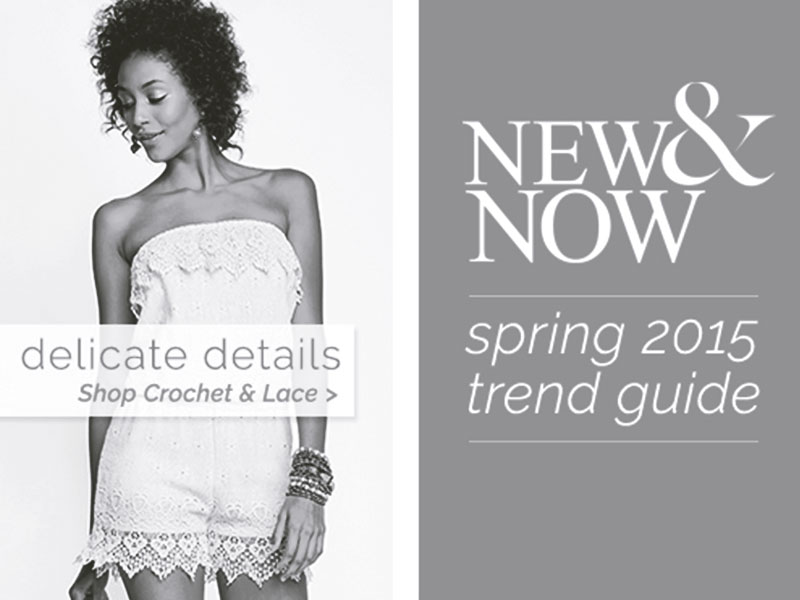 delicate details
Shop Crochet & Lace >
NEW&
NOW
spring 2015
trend guide